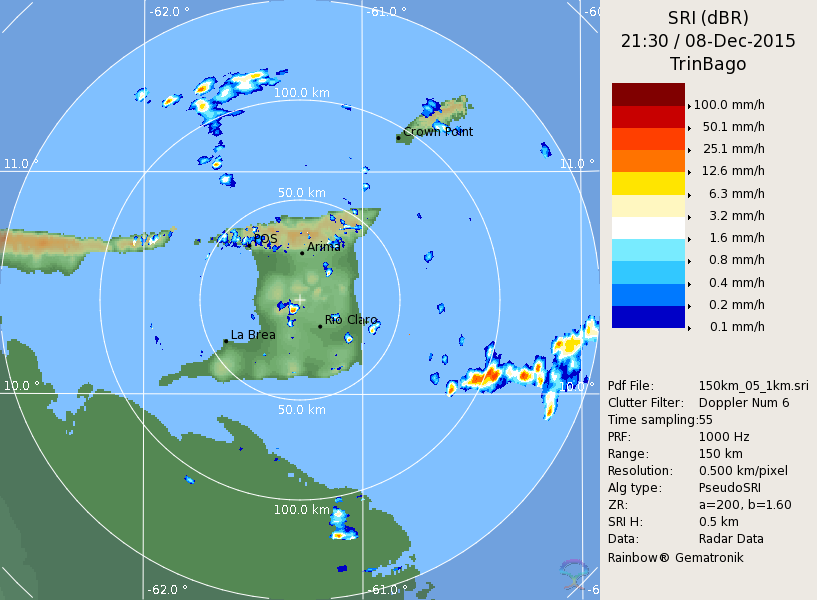 -62.0 °
-61.0 °
-60
100.0 km
Crown Point
11.0 °
11.0 °
50.0 km
POS
Arima
Rio Claro
La Brea
10.0 °
10.0 °
50.0 km
100.0 km
-62.0 °
-61.0 °
-6
SRI (dBR)
21:30 / 08-Dec-2015
TrinBago
100.0 mm/h
50.1 mm/h
25.1 mm/h
12.6 mm/h
6.3 mm/h
3.2 mm/h
1.6 mm/h
0.8 mm/h
0.4 mm/h
0.2 mm/h
0.1 mm/h
Pdf File: 150km_05_1km.sri
Clutter Filter: Doppler Num 6
Time sampling:55
PRF: 1000 Hz
Range: 150 km
Resolution: 0.500 km/pixel
Alg type: PseudoSRI
ZR: a=200, b=1.60
SRI H: 0.5 km
Data: Radar Data
Rainbow® Gematronik